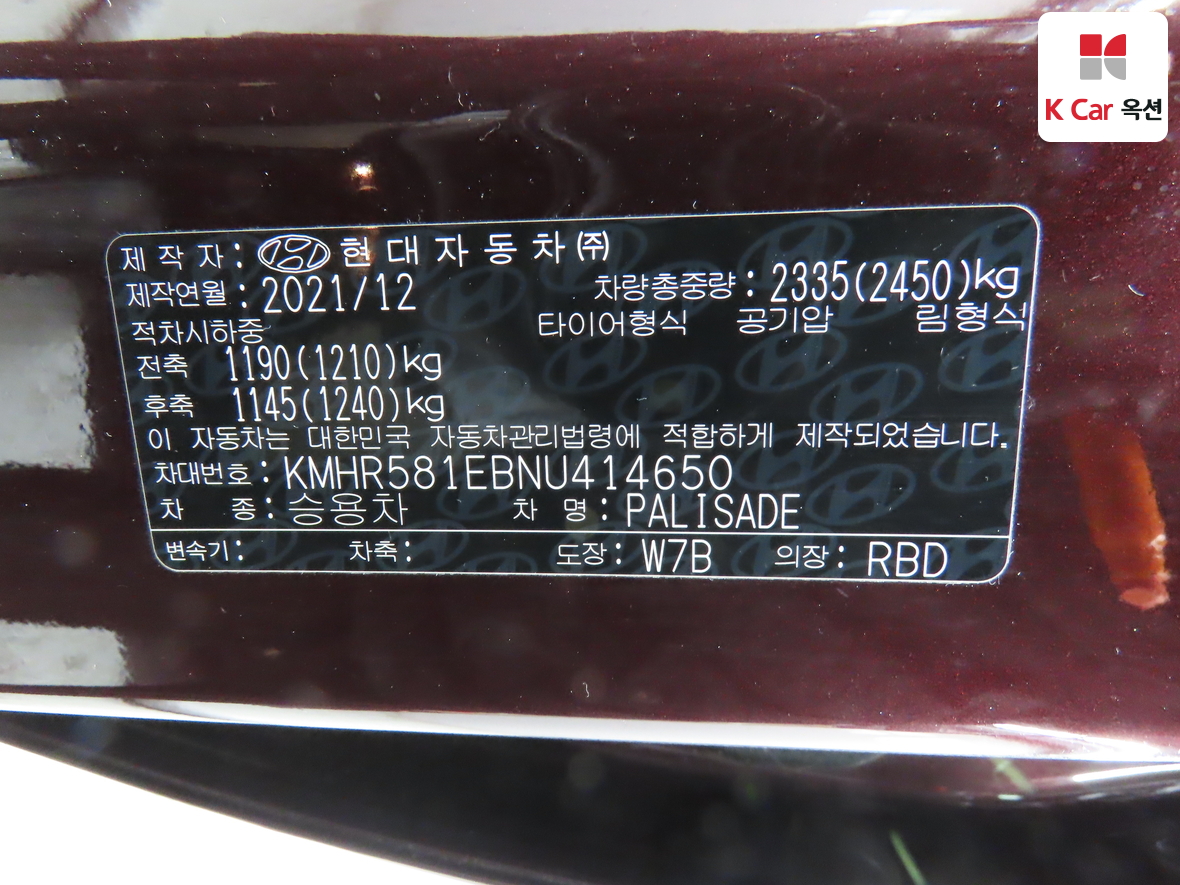 K Car 옥션
제 작 자 : 현 대 자 동 차 ㈜
제작연월 : 2021/12 차량총중량 : 2335(2450)kg
적차시하중 타이어형식 공기압 림형식
전축 1190(1210)kg
후축 1145(1240)kg
이 자동차는 대한민국 자동차관리법령에 적합하게 제작되었습니다.
차대번호 : KMHR581EBNU414650
차 종 : 승용차 차 명 : PALISADE
변속기 : 차축 : 도장 : W7B 의장 : RBD